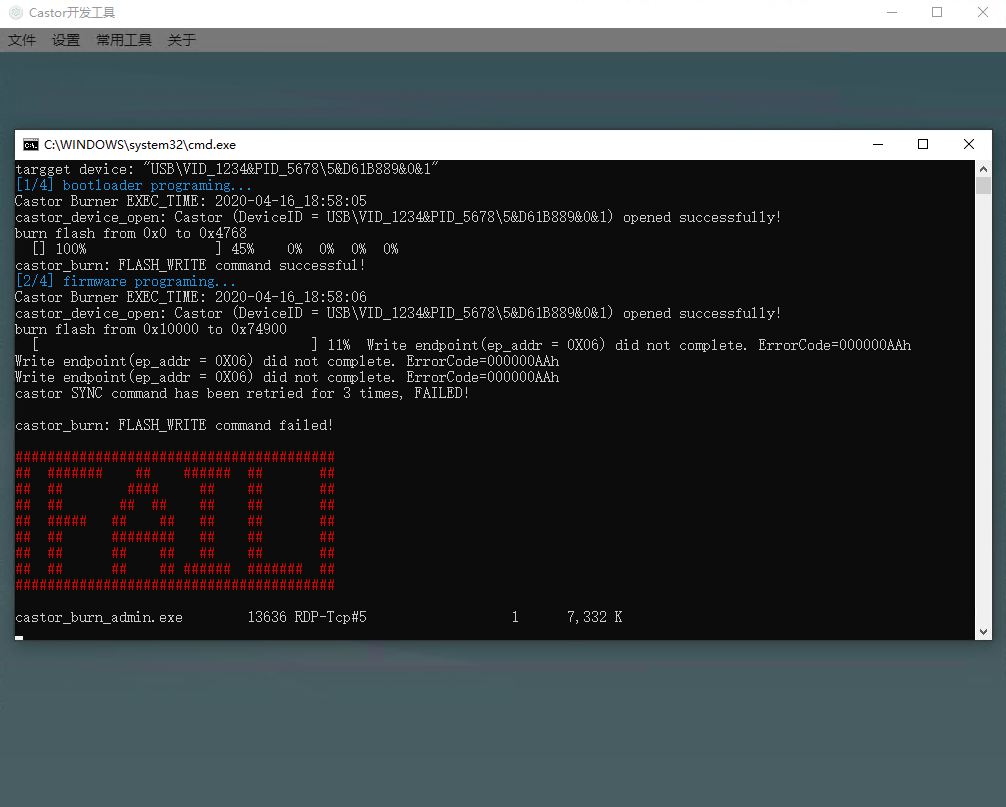 Castor开发工具
文件 设置 常用工具 关于
C:\WINDOWS\system32\cmd.exe
targget device: "USB\VID_1234&PID_5678\5&D61B889&0&1"
[1/4] bootloader programing...
Castor Burner EXEC_TIME: 2020-04-16_18:58:05
castor_device_open: Castor (DeviceID = USB\VID_1234&PID_5678\5&D61B889&0&1) opened successfully!
burn flash from 0x0 to 0x4768
[] 100% ] 45% 0% 0% 0% 0%
castor_burn: FLASH_WRITE command successful!
[2/4] firmware programing...
Castor Burner EXEC_TIME: 2020-04-16_18:58:06
castor_device_open: Castor (DeviceID = USB\VID_1234&PID_5678\5&D61B889&0&1) opened successfully!
burn flash from 0x10000 to 0x74900
[ ] 11% Write endpoint(ep_addr = 0X06) did not complete. ErrorCode=000000AAh
Write endpoint(ep_addr = 0X06) did not complete. ErrorCode=000000AAh
Write endpoint(ep_addr = 0X06) did not complete. ErrorCode=000000AAh
castor SYNC command has been retried for 3 times, FAILED!
castor_burn: FLASH_WRITE command failed!
FAIL
castor_burn_admin.exe 13636 RDP-Tcp#5 1 7,332 K